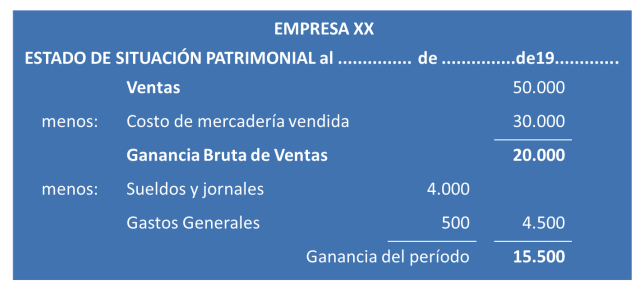 EMPRESA XX
ESTADO DE SITUACIÓN PATRIMONIAL al ............... de ...............de19.............
Ventas 50.000
menos: Costo de mercadería vendida 30.000
Ganancia Bruta de Ventas 20.000
menos: Sueldos y jornales 4.000
Gastos Generales 500 4.500
Ganancia del período 15.500